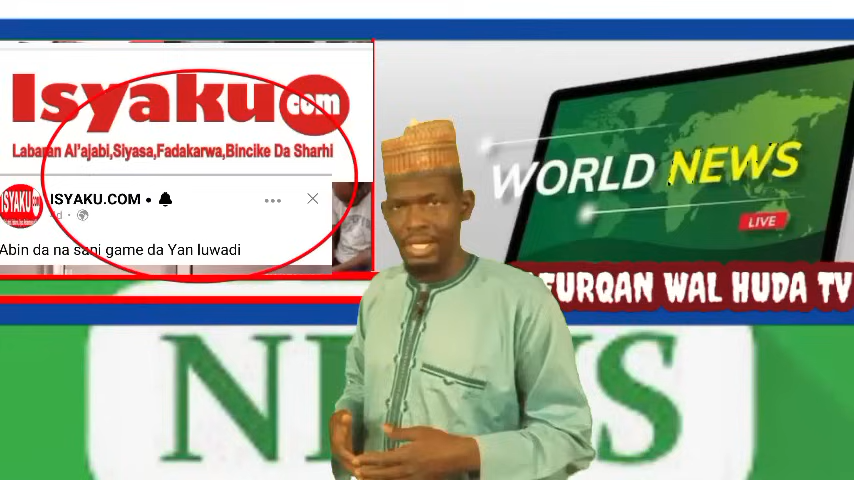 Isyaku com
Labaran Al'ajabi,Siyasa,Fadakarwa,Bincike Da Sharhi
ISYAKU
ISYAKU.COM •
Abin da na sani game da Yan luwadi
WORLD NEWS
LIVE
FURQAN WAL HUDA TV
NEWS